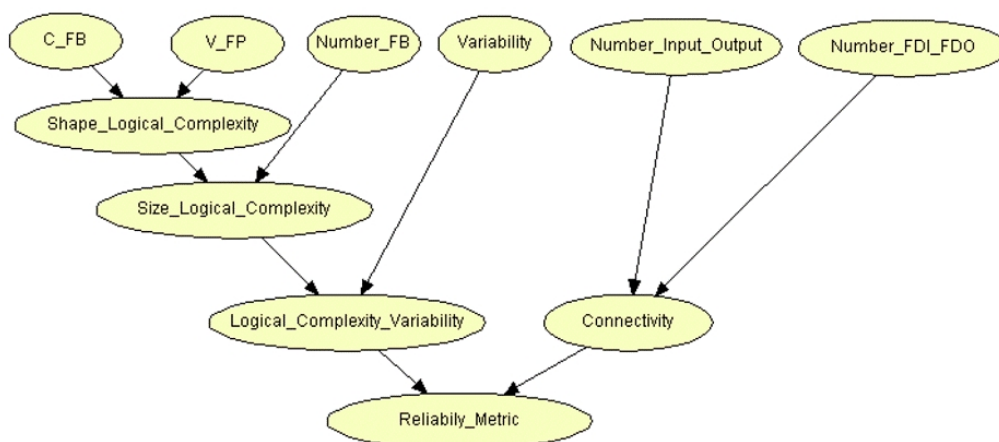 C_FB
V_FP
Number_FB
Variability
Number_Input_Output
Number_FDI_FDO
Shape_Logical_Complexity
Size_Logical_Complexity
Logical_Complexity_Variability
Connectivity
Reliabily_Metric